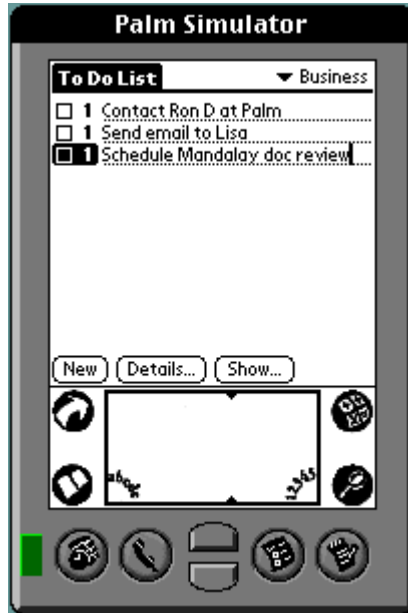 Palm Simulator
To Do List Business
1 Contact Ron D at Palm
1 Send email to Lisa
1 Schedule Mandalay doc review
New Details... Show...
abc 123